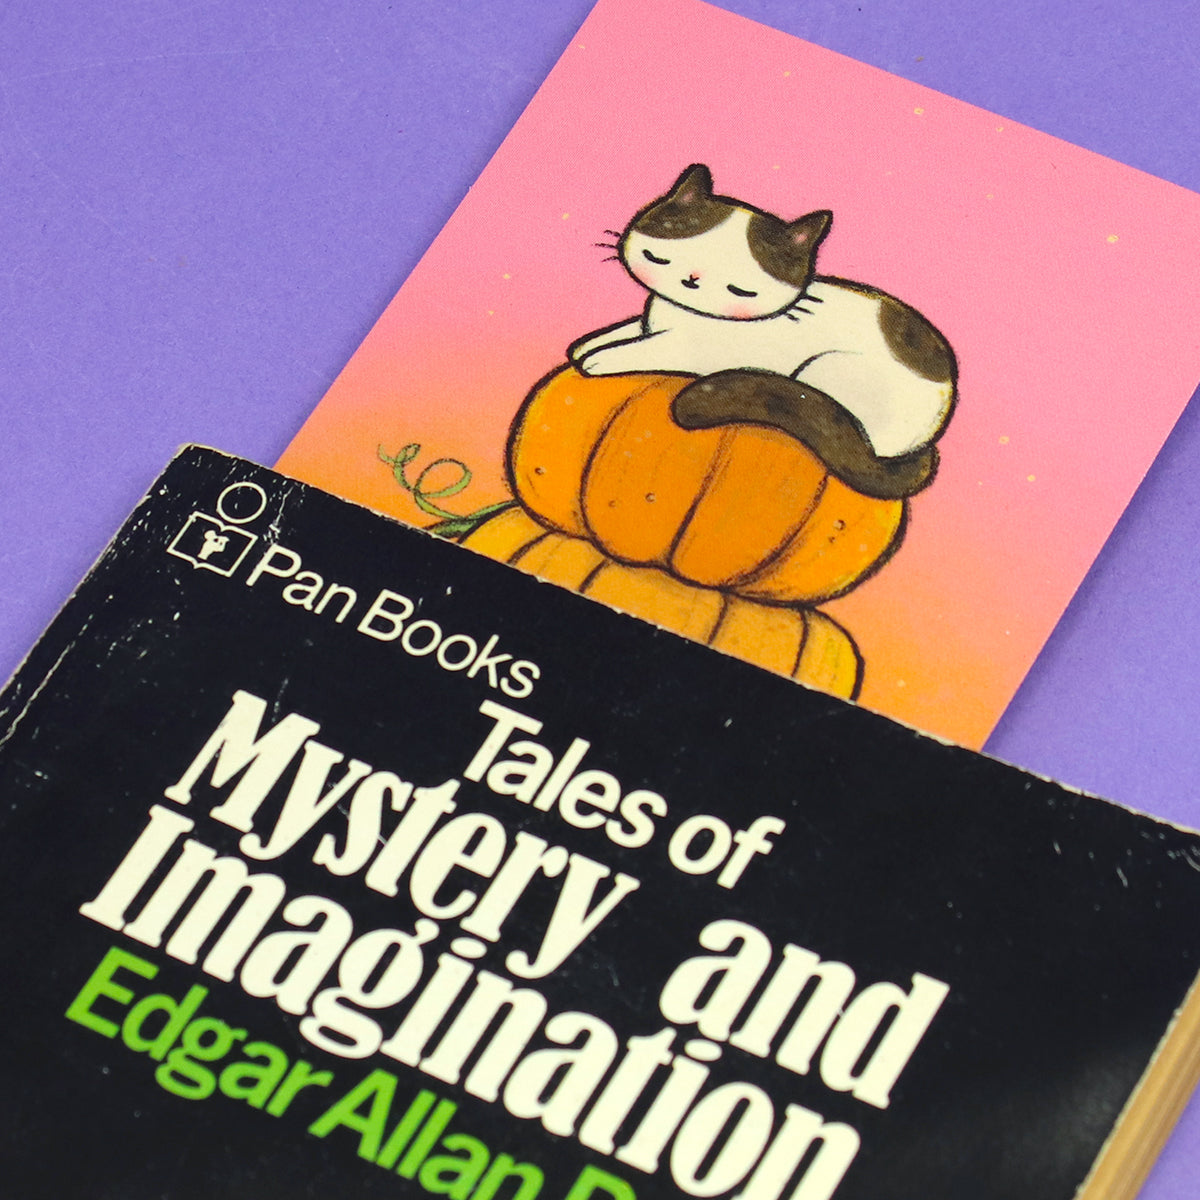 Pan Books
Tales of
Mystery and
Imagination
Edgar Allan